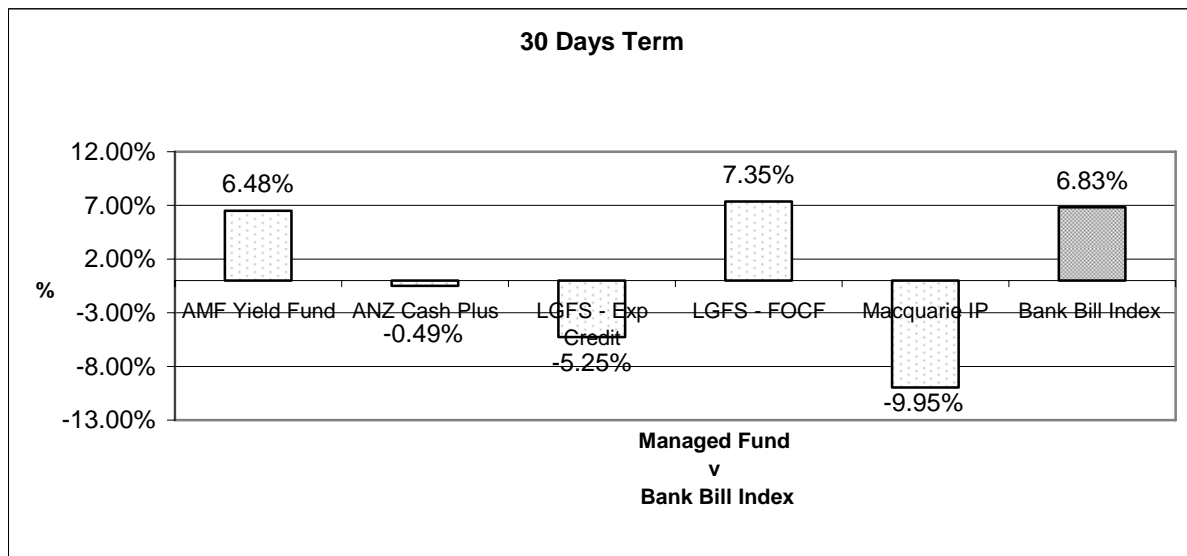 30 Days Term
12.00%
7.00%
2.00%
-3.00%
-8.00%
-13.00%
%
6.48%
7.35%
6.83%
AMF Yield Fund
ANZ Cash Plus
LGFS - Exp
Credit
LGFS - FOCF
Macquarie IP
Bank Bill Index
-0.49%
-5.25%
-9.95%
Managed Fund
v
Bank Bill Index